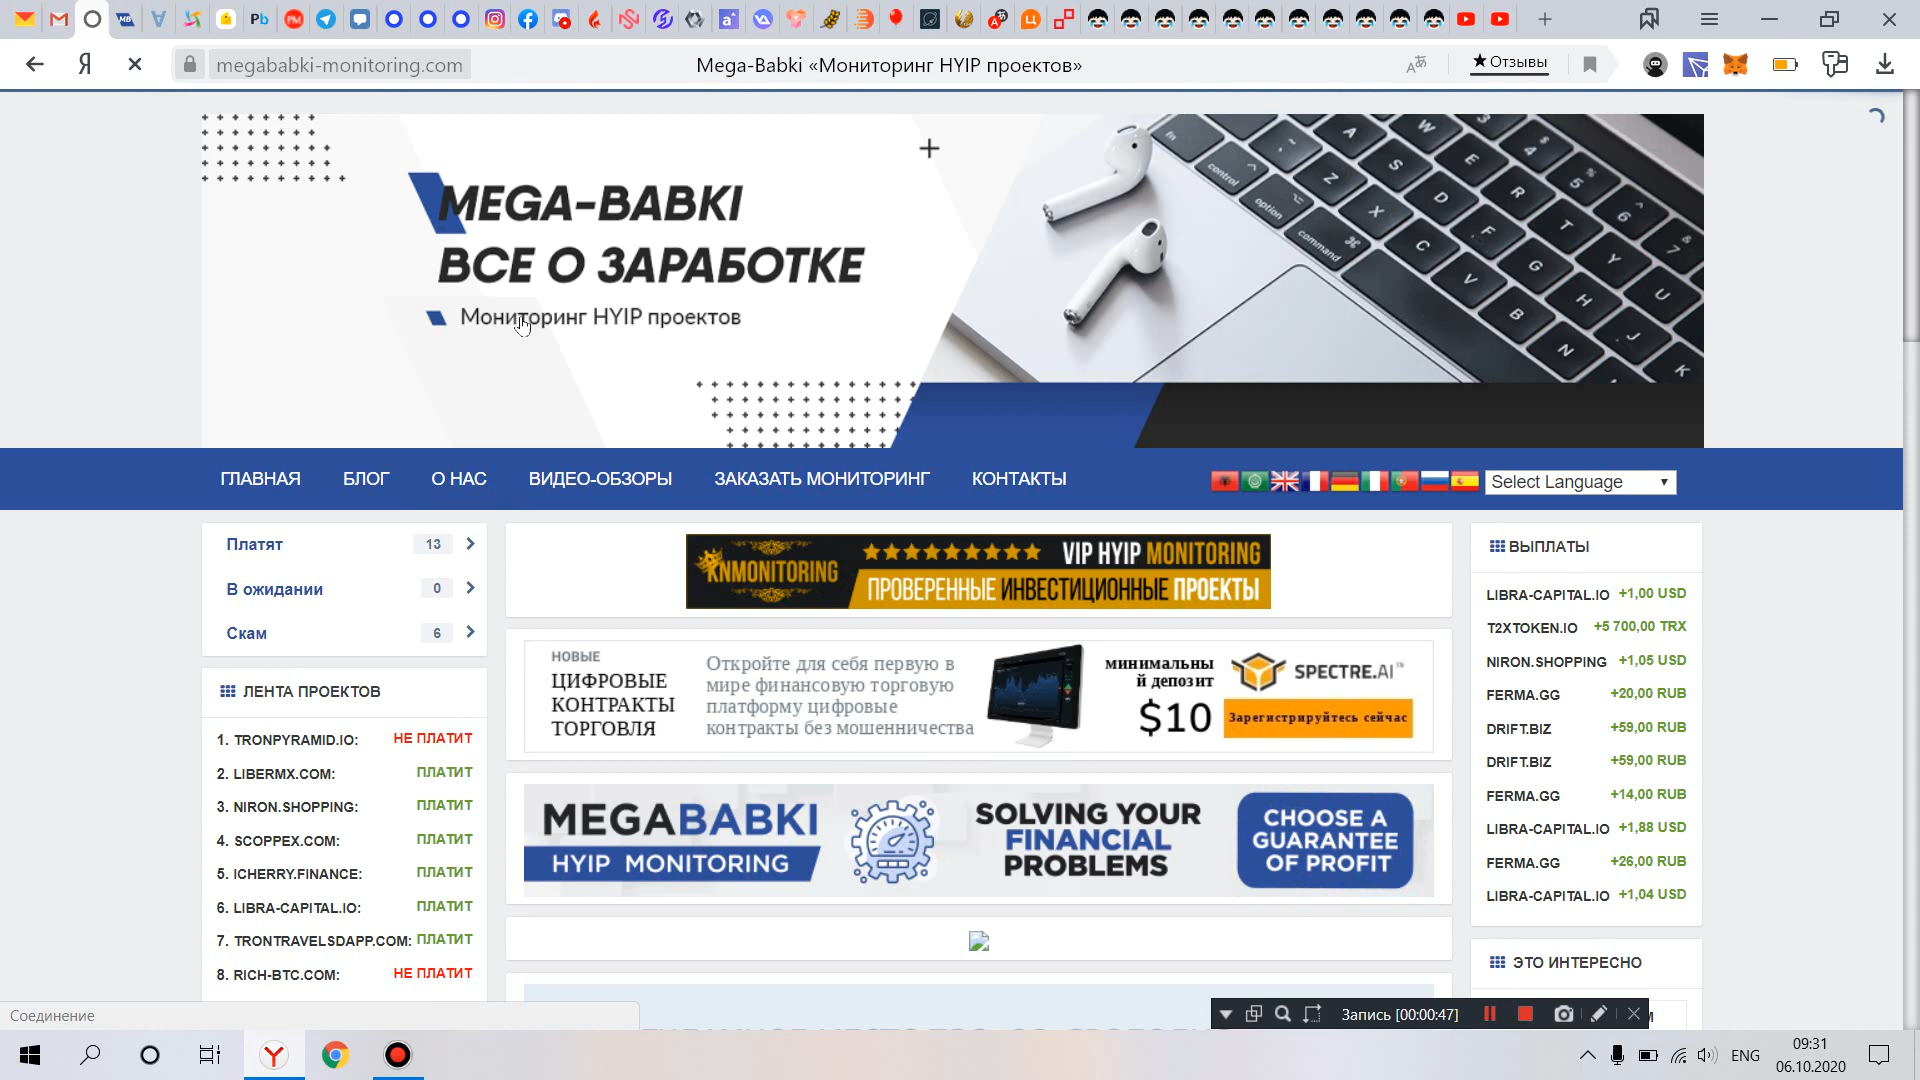 megababki-monitoring.com
Mega-Babki «Мониторинг HYIP проектов»
★ Отзывы
MEGA-BABKI
ВСЕ О ЗАРАБОТКЕ
Мониторинг HYIP проектов
ГЛАВНАЯ БЛОГ О НАС ВИДЕО-ОБЗОРЫ ЗАКАЗАТЬ МОНИТОРИНГ КОНТАКТЫ
Select Language
Платят 13
В ожидании 0
Скам 6
ЛЕНТА ПРОЕКТОВ
1. TRONPYRAMID.IO: НЕ ПЛАТИТ
2. LIBERMX.COM: ПЛАТИТ
3. NIRON.SHOPPING: ПЛАТИТ
4. SCOPPEX.COM: ПЛАТИТ
5. ICHERRY.FINANCE: ПЛАТИТ
6. LIBRA-CAPITAL.IO: ПЛАТИТ
7. TRONTRAVELSDAPP.COM: ПЛАТИТ
8. RICH-BTC.COM: НЕ ПЛАТИТ
KNMONITORING
VIP HYIP MONITORING
ПРОВЕРЕННЫЕ ИНВЕСТИЦИОННЫЕ ПРОЕКТЫ
НОВЫЕ
ЦИФРОВЫЕ
КОНТРАКТЫ
ТОРГОВЛЯ
Откройте для себя первую в
мире финансовую торговую
платформу цифровые
контракты без мошенничества
минимальны
й депозит
$10
SPECTRE.AI™
Зарегистрируйтесь сейчас
MEGABABKI
HYIP MONITORING
SOLVING YOUR
FINANCIAL
PROBLEMS
CHOOSE A
GUARANTEE
OF PROFIT
ВЫПЛАТЫ
LIBRA-CAPITAL.IO +1,00 USD
T2XTOKEN.IO +5 700,00 TRX
NIRON.SHOPPING +1,05 USD
FERMA.GG +20,00 RUB
DRIFT.BIZ +59,00 RUB
DRIFT.BIZ +59,00 RUB
FERMA.GG +14,00 RUB
LIBRA-CAPITAL.IO +1,88 USD
FERMA.GG +26,00 RUB
LIBRA-CAPITAL.IO +1,04 USD
ЭТО ИНТЕРЕСНО
Соединение
Запись [00:00:47]
ENG
09:31
06.10.2020